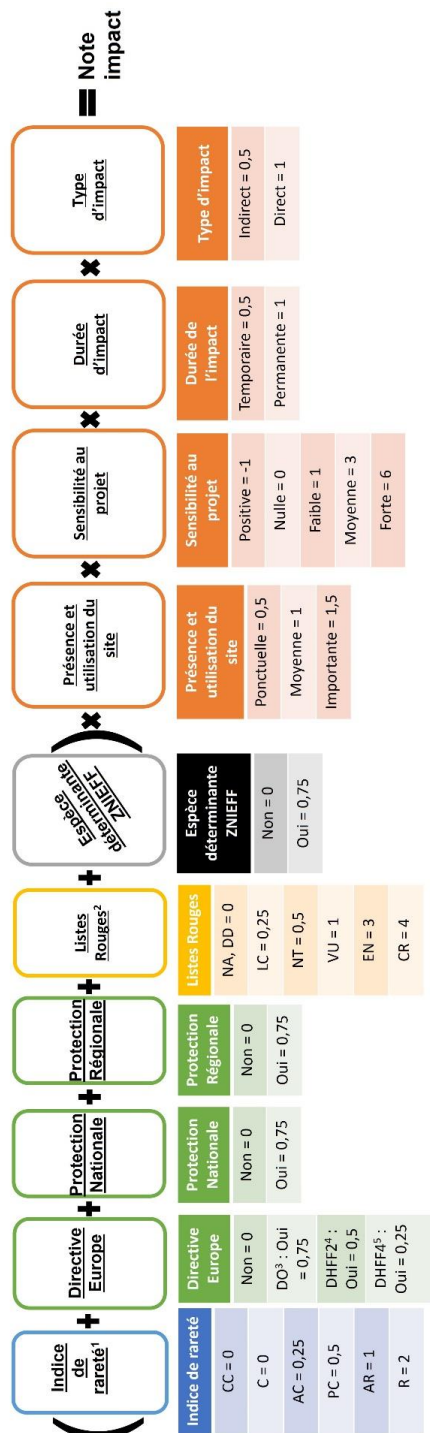 (
Indice
de
rareté¹
+
Directive
Europe
+
Protection
Nationale
+
Protection
Régionale
+
Listes
Rouges²
+
Espèce
déterminante
ZNIEFF
)
×
Présence et
utilisation du
site
×
Sensibilité au
projet
×
Durée
d'impact
×
Type
d'impact
= Note
impact
Indice de rareté
CC = 0
C = 0
AC = 0,25
PC = 0,5
AR = 1
R = 2
Directive
Europe
Non = 0
DO³ : Oui
= 0,75
DHFF2⁴ :
Oui = 0,5
DHFF4⁵ :
Oui = 0,25
Protection
Nationale
Non = 0
Oui = 0,75
Protection
Régionale
Non = 0
Oui = 0,75
Listes Rouges
NA, DD = 0
LC = 0,25
NT = 0,5
VU = 1
EN = 3
CR = 4
Espèce
déterminante
ZNIEFF
Non = 0
Oui = 0,75
Présence et
utilisation du
site
Ponctuelle = 0,5
Moyenne = 1
Importante = 1,5
Sensibilité au
projet
Positive = -1
Nulle = 0
Faible = 1
Moyenne = 3
Forte = 6
Durée de
l'impact
Temporaire = 0,5
Permanente = 1
Type d'impact
Indirect = 0,5
Direct = 1